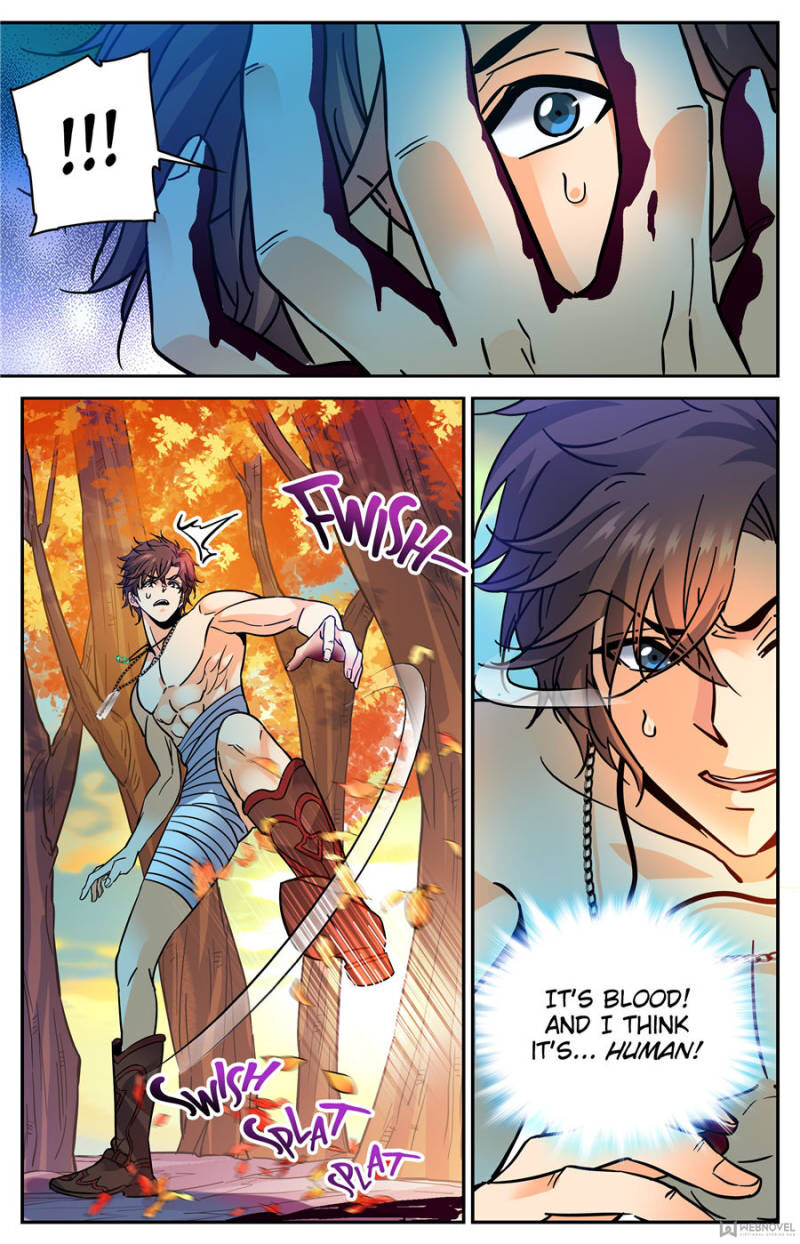 !!!
FWISH—
SWISH
SPLAT
SPLAT
IT'S BLOOD!
AND I THINK
IT'S... HUMAN!
WEBNOVEL